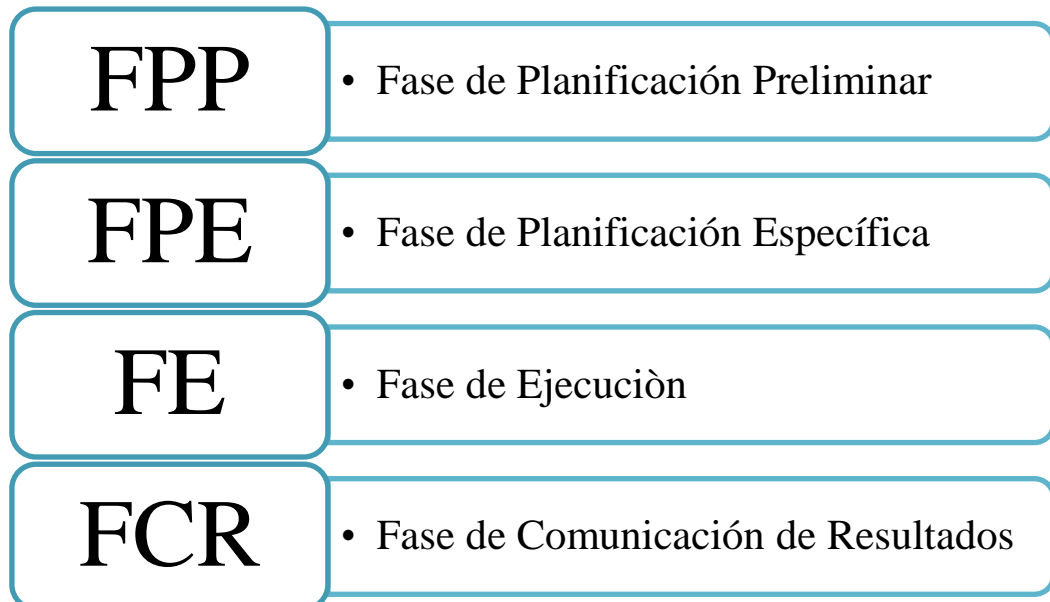 FPP
• Fase de Planificación Preliminar
FPE
• Fase de Planificación Específica
FE
• Fase de Ejecuciòn
FCR
• Fase de Comunicación de Resultados